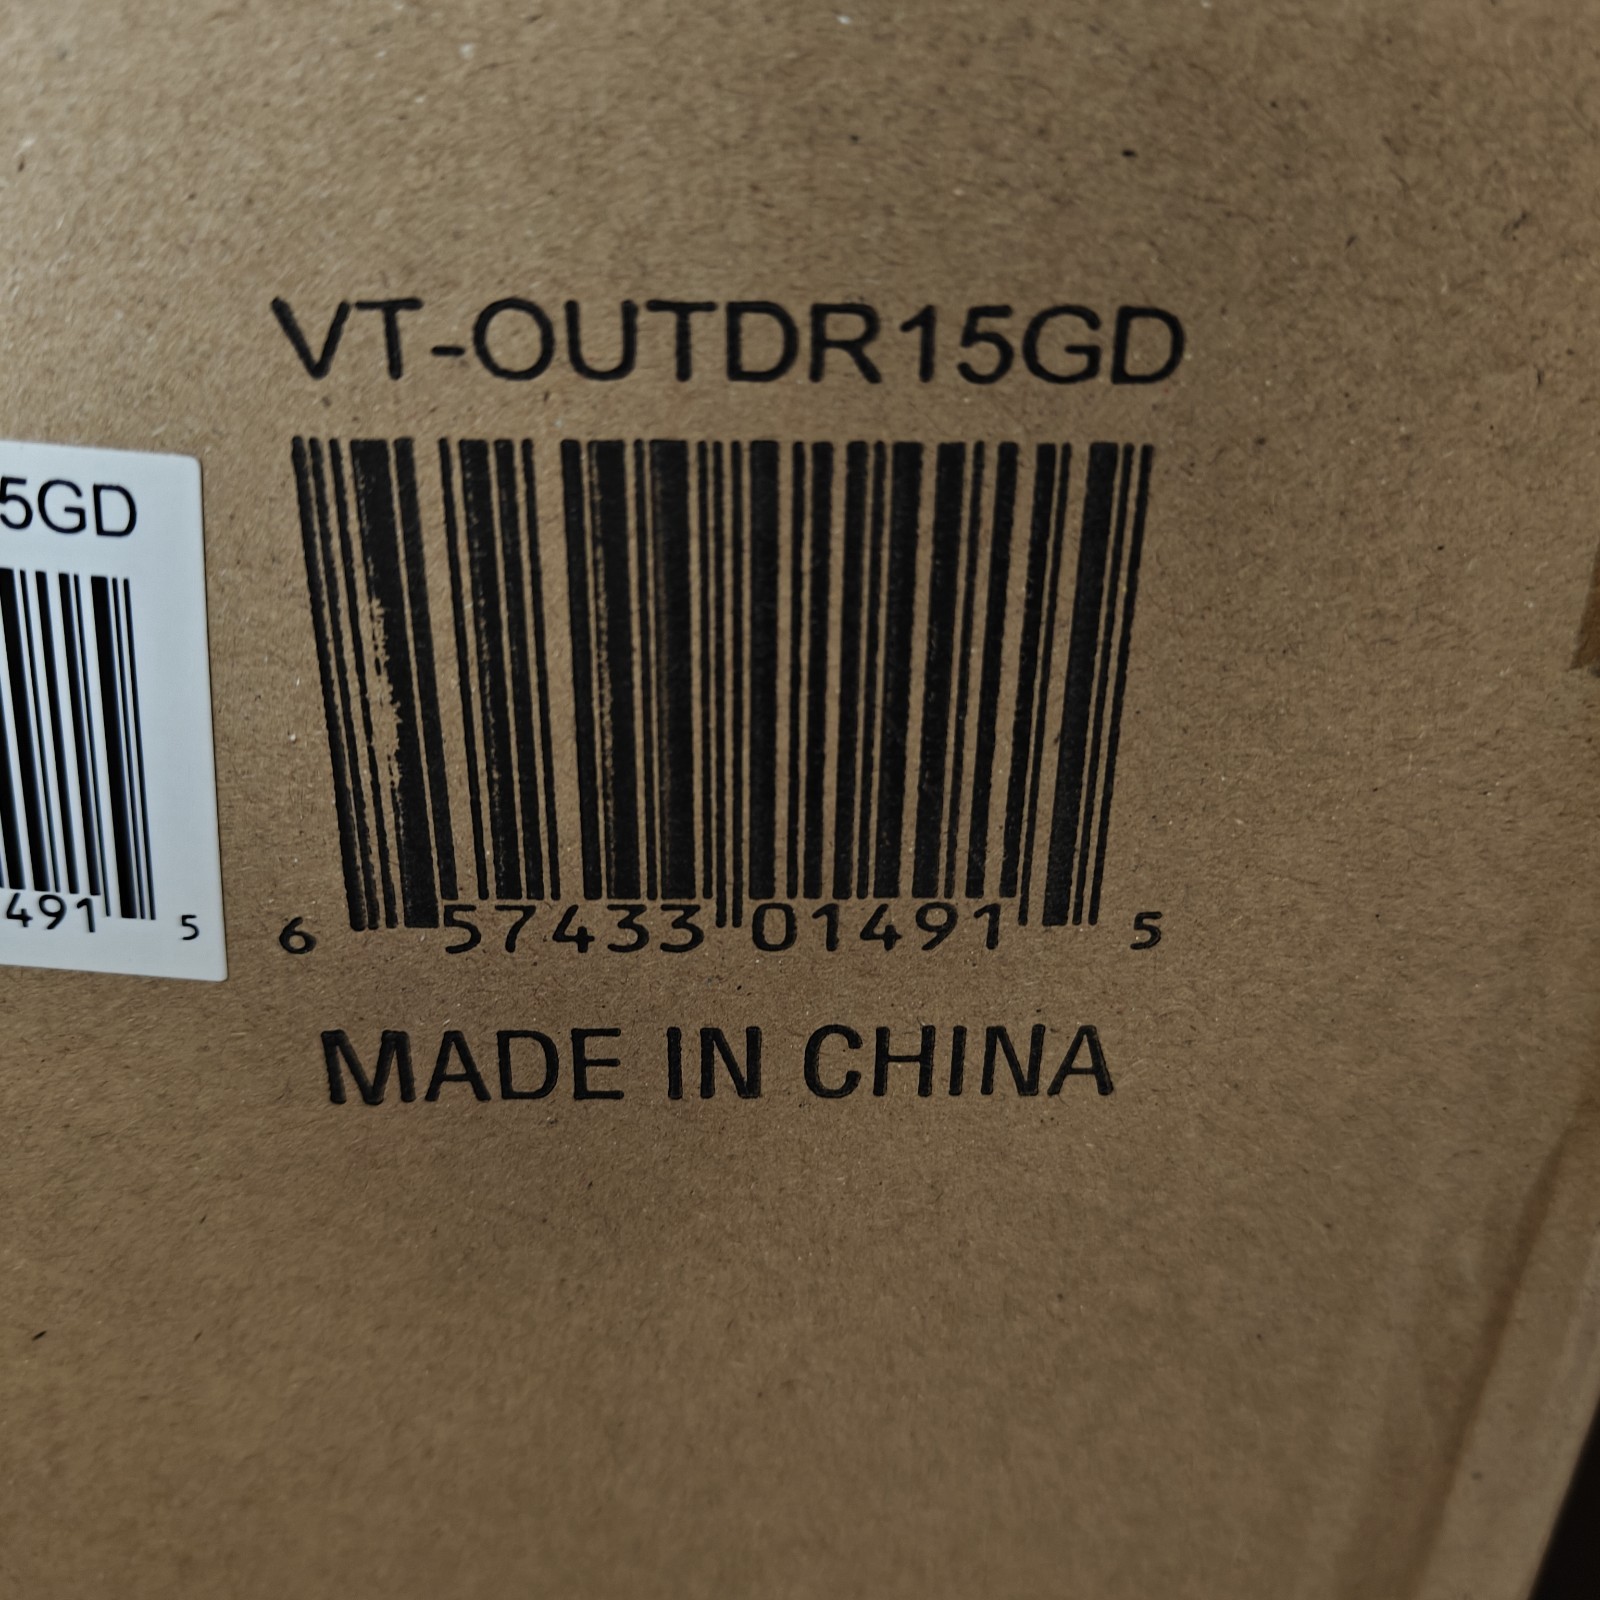 VT-OUTDR15GD
5GD
491 5
6 57433 01491 5
MADE IN CHINA